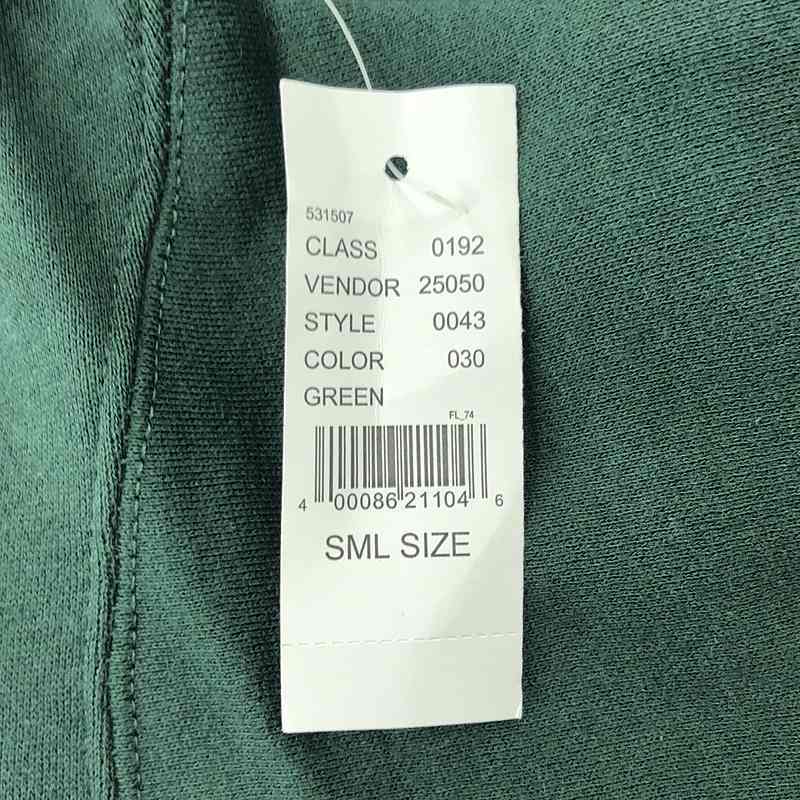 531507
CLASS 0192
VENDOR 25050
STYLE 0043
COLOR 030
GREEN
FL_74
4 00086 21104 6
SML SIZE